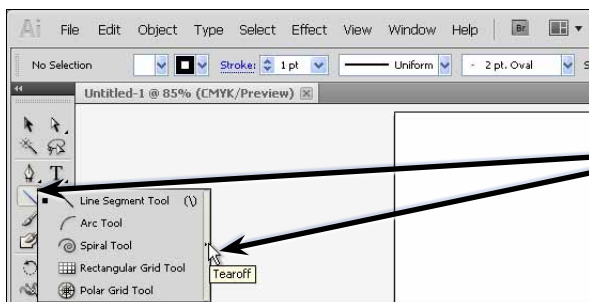 Ai File Edit Object Type Select Effect View Window Help Br
No Selection Stroke: 1 pt Uniform 2 pt. Oval S
Untitled-1 @ 85% (CMYK/Preview)
T
Line Segment Tool (\)
Arc Tool
Spiral Tool
Tearoff
Rectangular Grid Tool
Polar Grid Tool